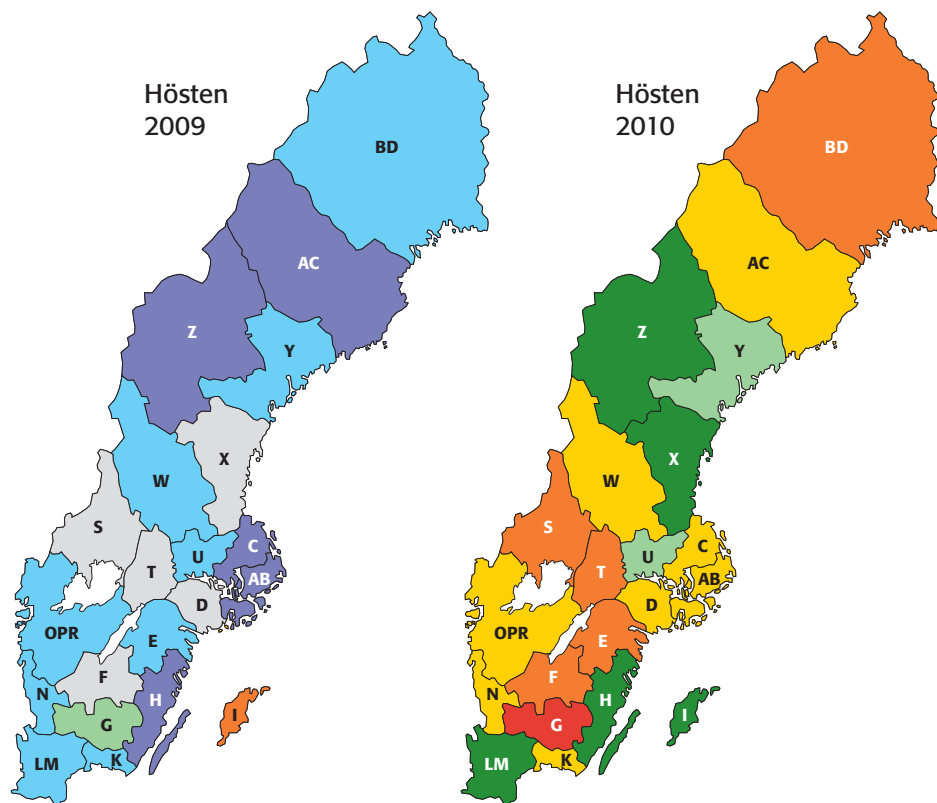 Hösten
2009
BD
AC
Z
Y
X
W
S
U
C
T
AB
D
OPR
E
F
N
H
G
I
LM
K
Hösten
2010
BD
AC
Z
Y
X
W
S
U
C
T
AB
D
OPR
E
F
N
H
G
I
LM
K